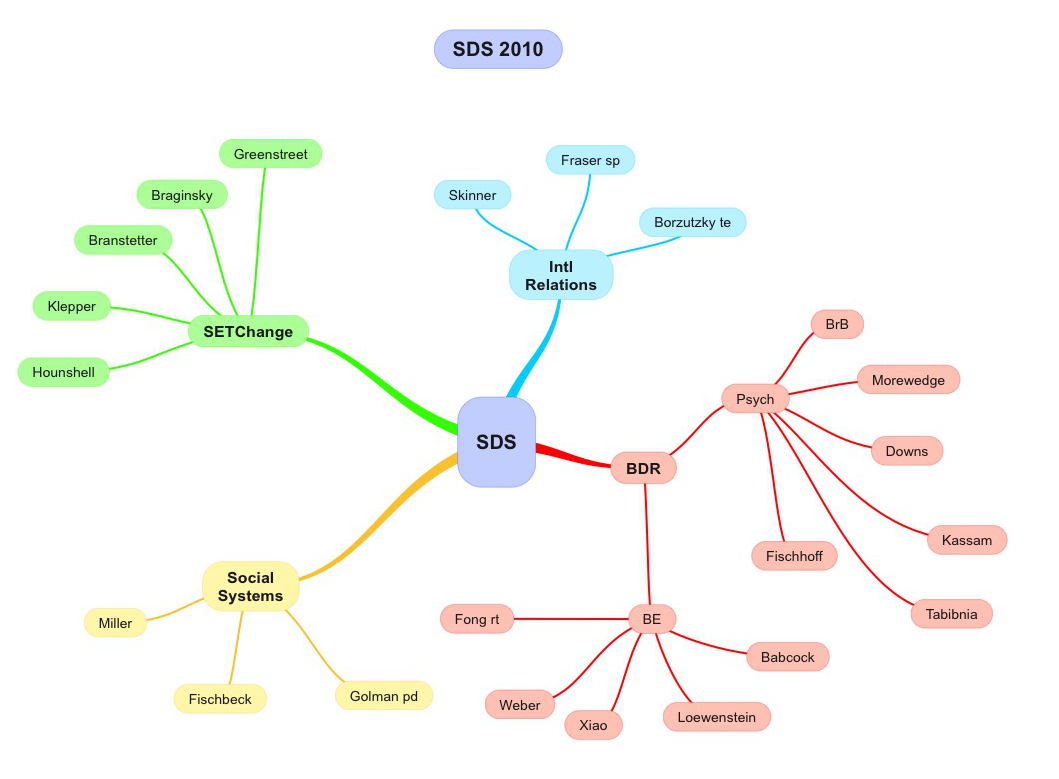 SDS 2010
Greenstreet
Braginsky
Branstetter
Klepper
Hounshell
SETChange
Fraser sp
Skinner
Borzutzky te
Intl
Relations
SDS
BDR
Psych
BrB
Morewedge
Downs
Kassam
Tabibnia
Fischhoff
BE
Fong rt
Weber
Xiao
Loewenstein
Babcock
Social
Systems
Miller
Fischbeck
Golman pd